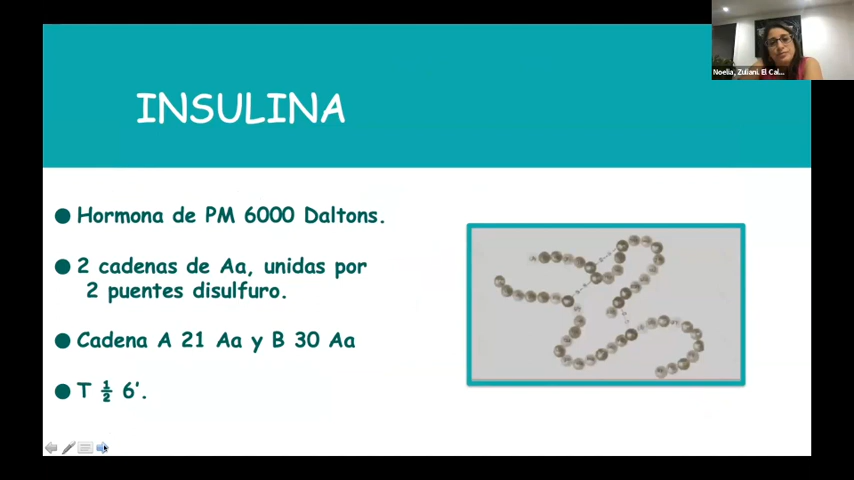 Noelia, Zuliani. El Cal...
INSULINA
● Hormona de PM 6000 Daltons.
● 2 cadenas de Aa, unidas por
2 puentes disulfuro.
● Cadena A 21 Aa y B 30 Aa
● T ½ 6'.